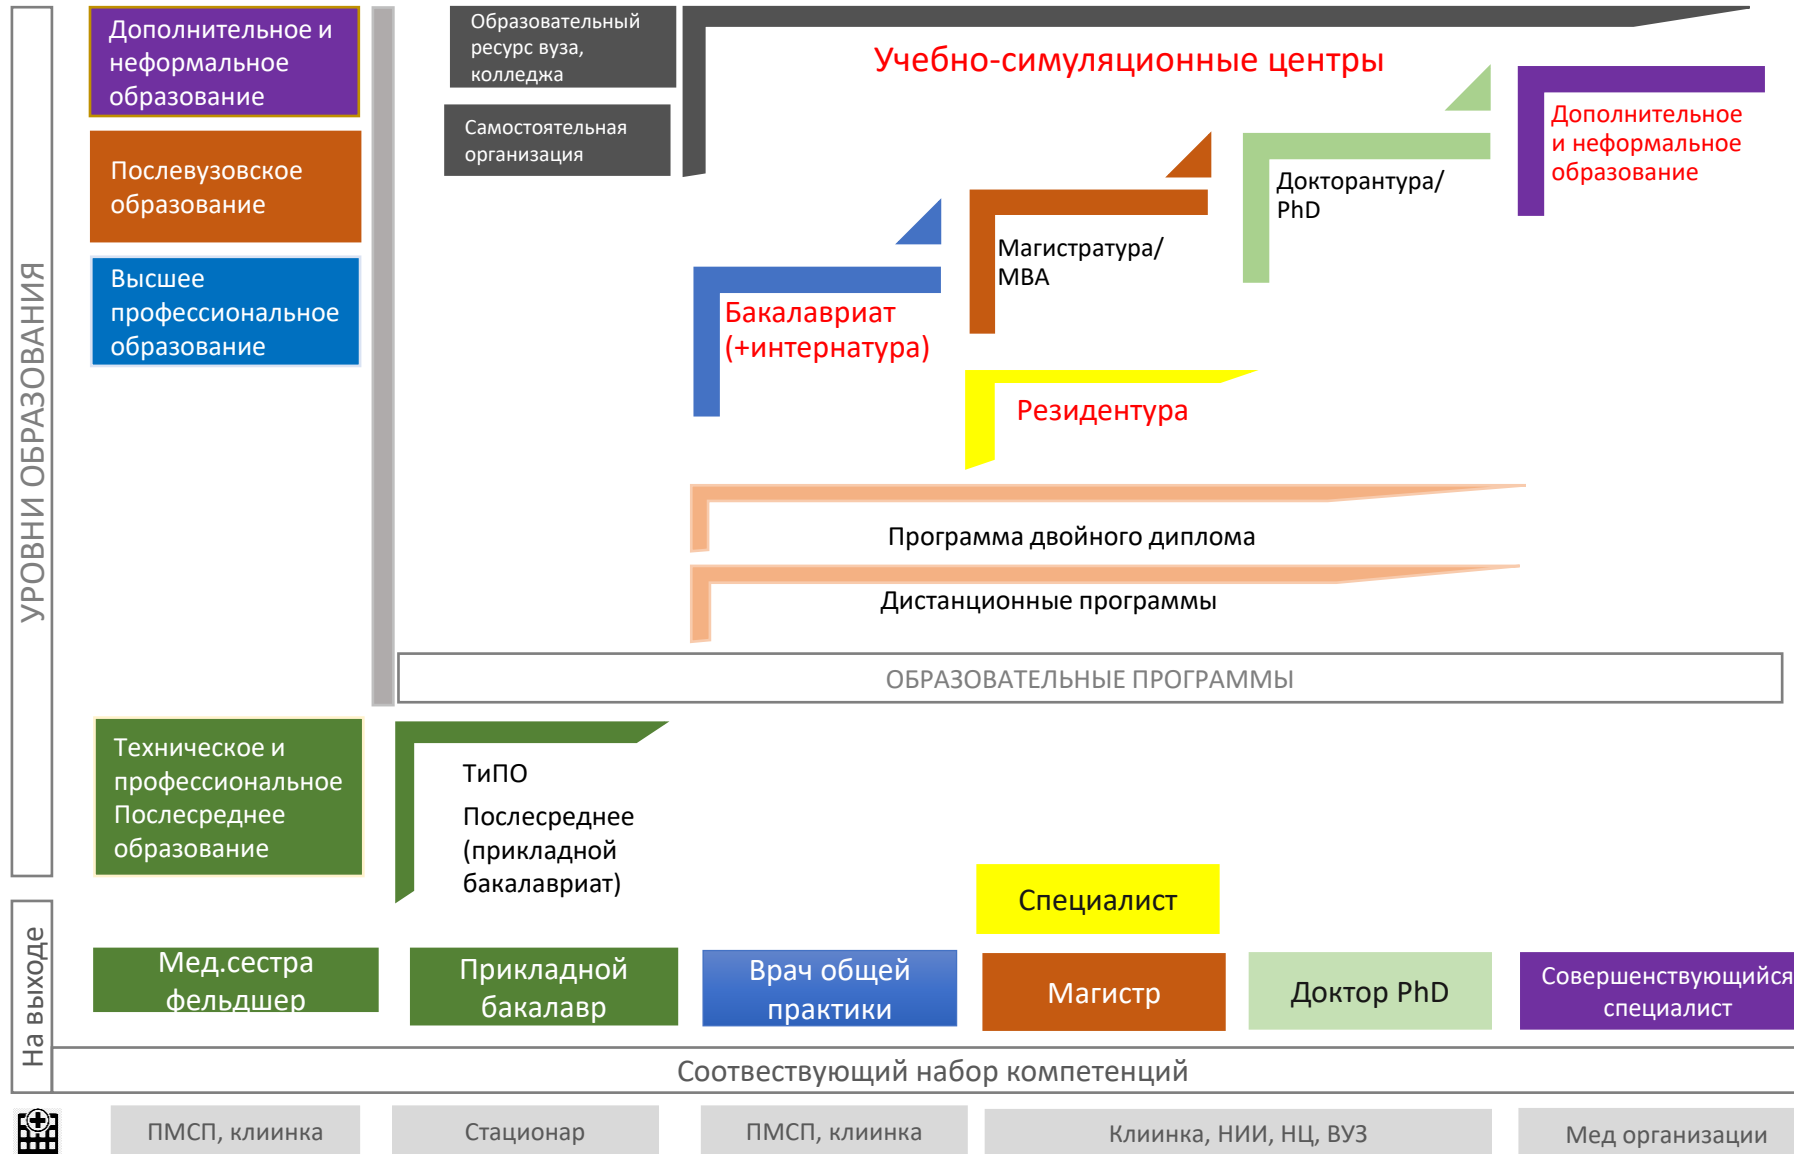 УРОВНИ ОБРАЗОВАНИЯ
Дополнительное и
неформальное
образование
Послевузовское
образование
Высшее
профессиональное
образование
Образовательный
ресурс вуза,
колледжа
Самостоятельная
организация
Учебно-симуляционные центры
Дополнительное
и неформальное
образование
Докторантура/
PhD
Магистратура/
МВА
Бакалавриат
(+интернатура)
Резидентура
Программа двойного диплома
Дистанционные программы
ОБРАЗОВАТЕЛЬНЫЕ ПРОГРАММЫ
Техническое и
профессиональное
Послесреднее
образование
ТиПО
Послесреднее
(прикладной
бакалавриат)
На выходе
Специалист
Мед.сестра
фельдшер
Прикладной
бакалавр
Врач общей
практики
Магистр
Доктор PhD
Совершенствующийся
специалист
Соотвествующий набор компетенций
ПМСП, клиинка
Стационар
ПМСП, клиинка
Клиинка, НИИ, НЦ, ВУЗ
Мед организации